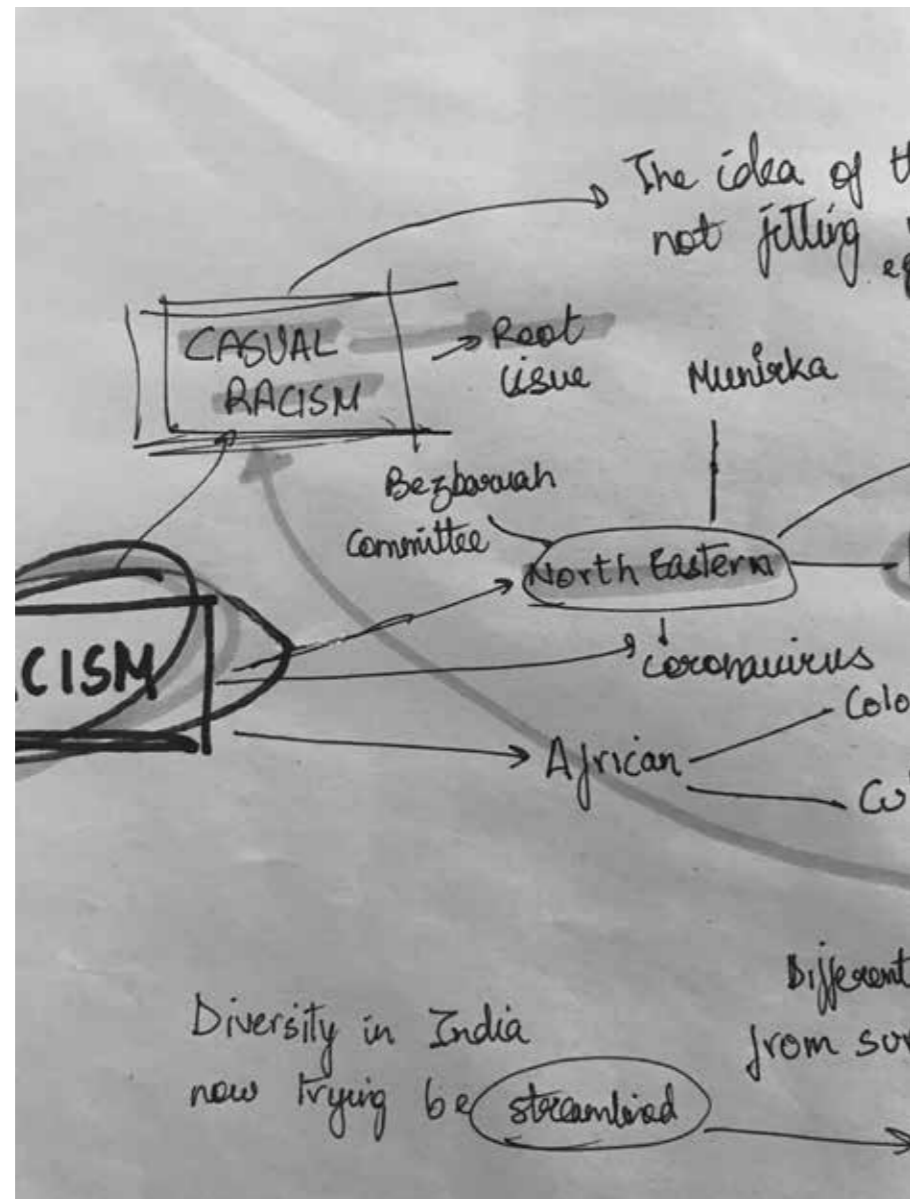 The idea of
not fitting
CASUAL
RACISM
Root
issue
Munirka
Bezbaruah
Committee
North Eastern
CISM
Coronavirus
African
Diversity in India
now trying be streamlined
Different
from